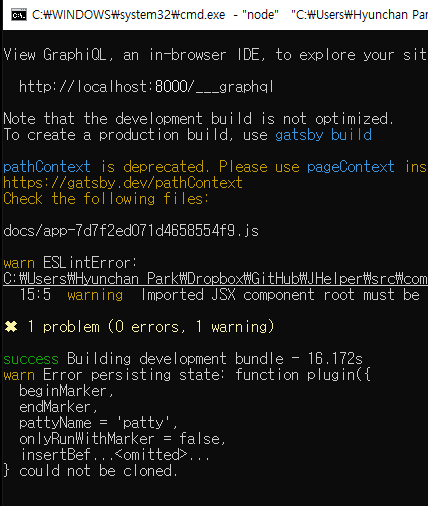 C:₩WINDOWS₩system32₩cmd.exe - "node" "C:₩Users₩Hyunchan Par
View GraphiQL, an in-browser IDE, to explore your sit
http://localhost:8000/___graphql
Note that the development build is not optimized.
To create a production build, use gatsby build
pathContext is deprecated. Please use pageContext ins
https://gatsby.dev/pathContext
Check the following files:
docs/app-7d7f2ed071d4658554f9.js
warn ESLintError:
C:₩Users₩Hyunchan Park₩Dropbox₩GitHub₩JHelper₩src₩com
15:5 warning Imported JSX component root must be
✖ 1 problem (0 errors, 1 warning)
success Building development bundle - 16.172s
warn Error persisting state: function plugin({
beginMarker,
endMarker,
pattyName = 'patty',
onlyRunWithMarker = false,
insertBef...<omitted>...
} could not be cloned.